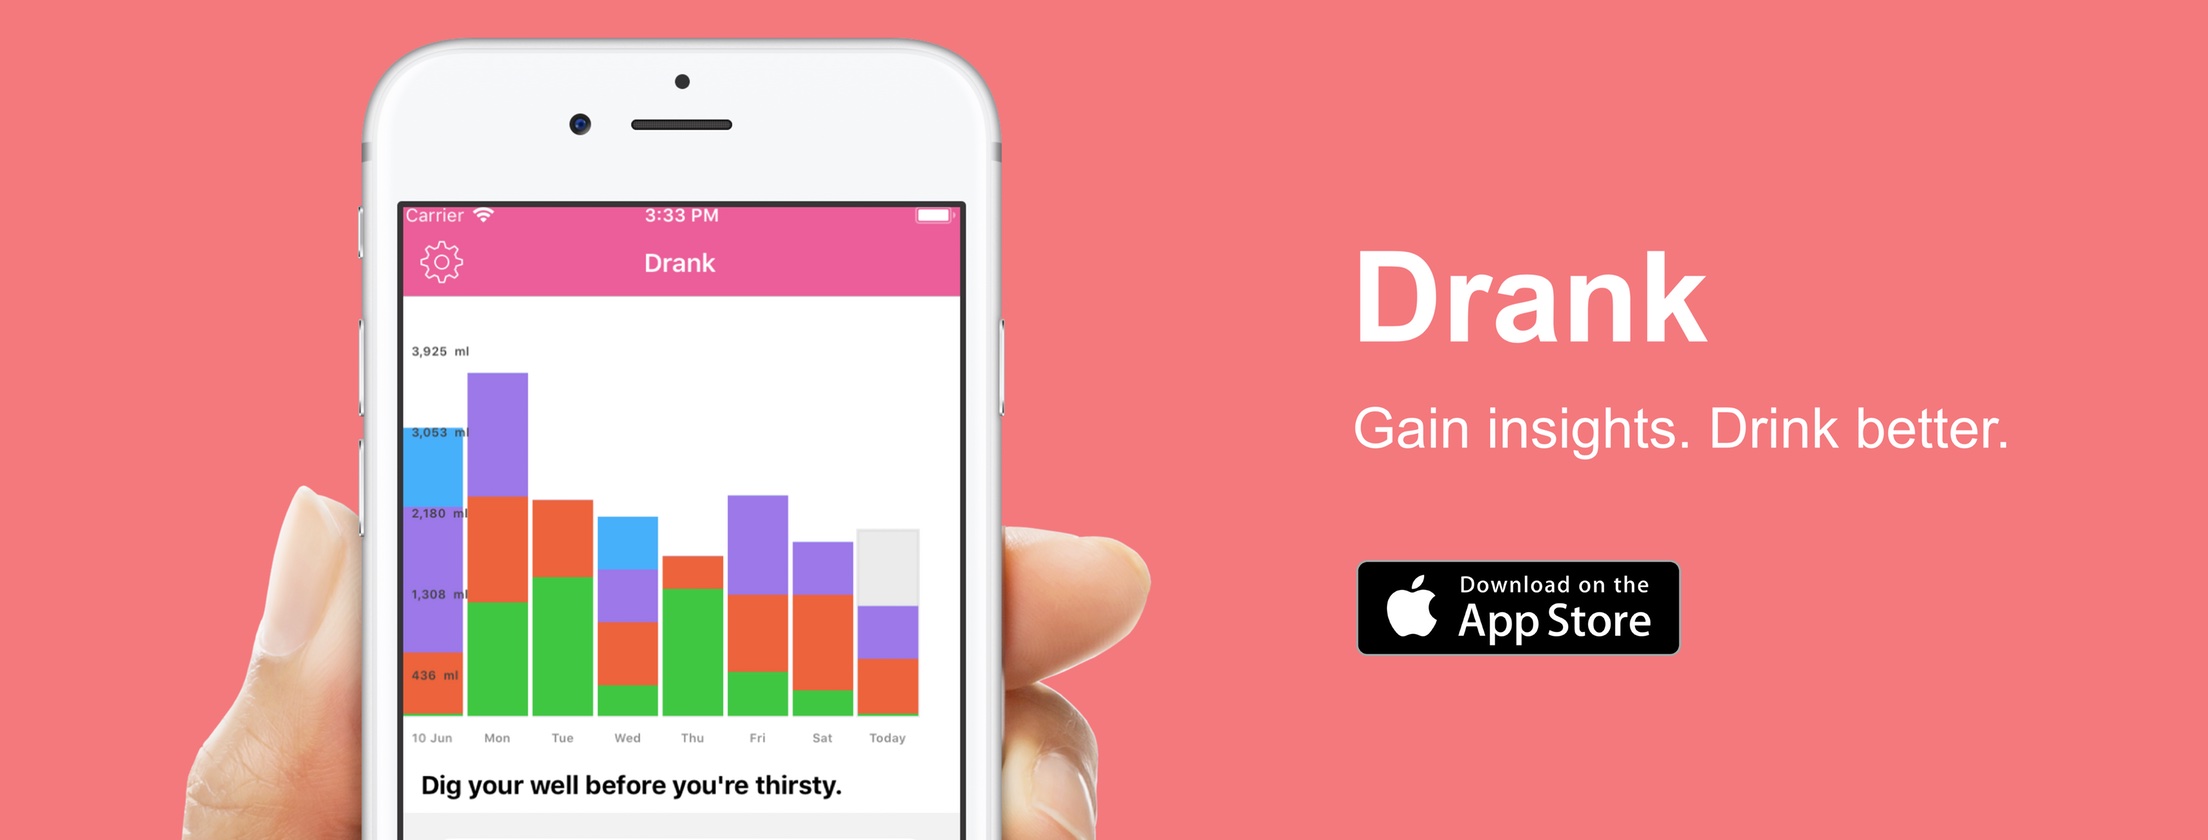 Carrier 3:33 PM
Drank
3,925 ml
3,053 ml
2,180 ml
1,308 ml
436 ml
10 Jun Mon Tue Wed Thu Fri Sat Today
Dig your well before you're thirsty.
Drank
Gain insights. Drink better.
Download on the
App Store